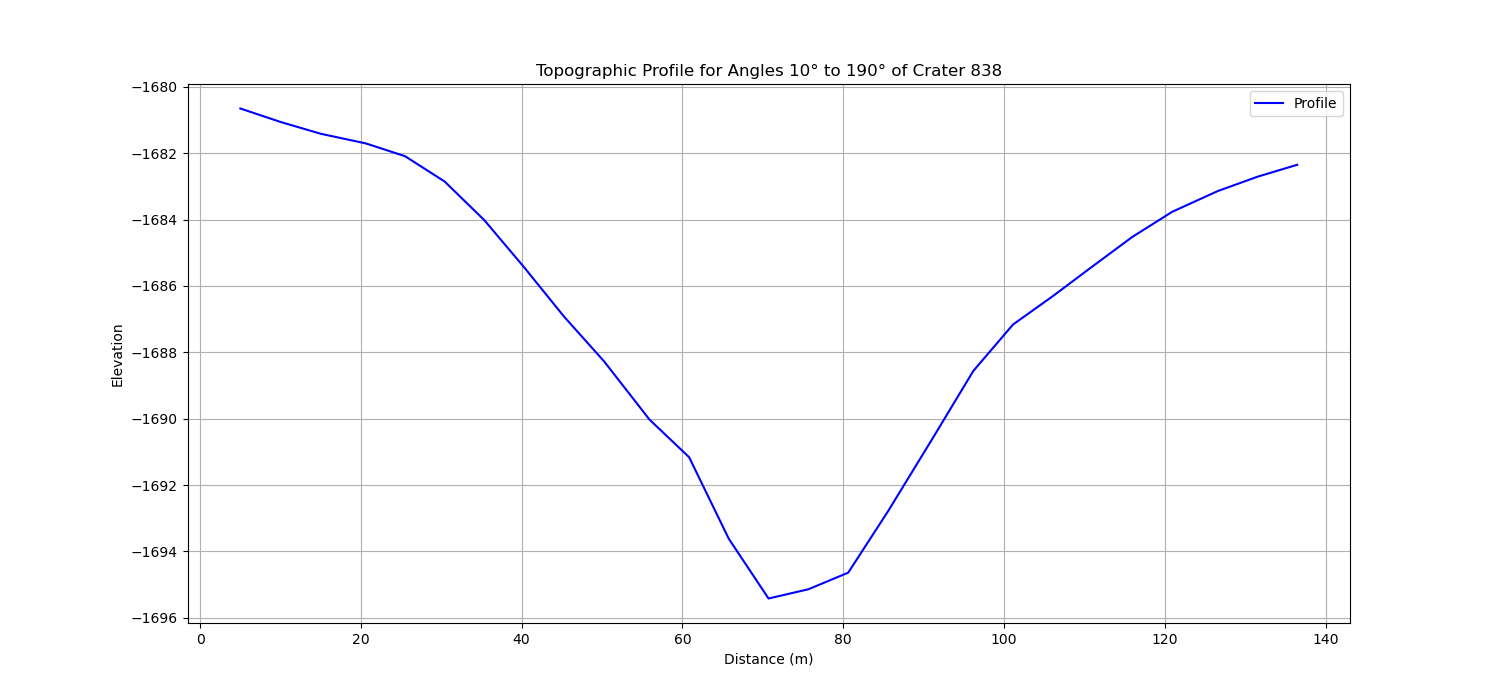 Topographic Profile for Angles 10° to 190° of Crater 838
Profile
Elevation
−1680
−1682
−1684
−1686
−1688
−1690
−1692
−1694
−1696
0 20 40 60 80 100 120 140
Distance (m)